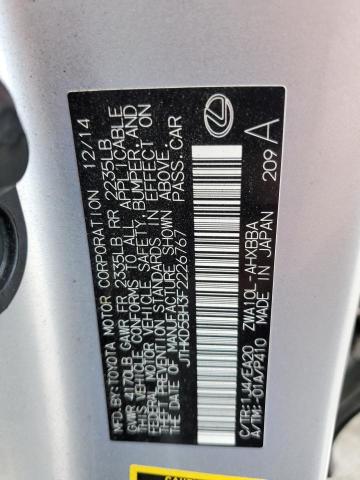 MFD.BY:TOYOTA MOTOR CORPORATION 12/14
GVWR 4170LB GAWR FR 2335LB RR 2235LB
THIS VEHICLE CONFORMS TO ALL APPLICABLE
FEDERAL MOTOR VEHICLE SAFETY, BUMPER, AND
THEFT PREVENTION STANDARDS IN EFFECT
ON THE DATE OF MANUFACTURE SHOWN ABOVE.
JTHKD5BH3F2226767 PASS.CAR
C/TR:1J4/EA20 ZWA10L-AHXBBA
A/TM:-01A/P410 MADE IN JAPAN 209 A